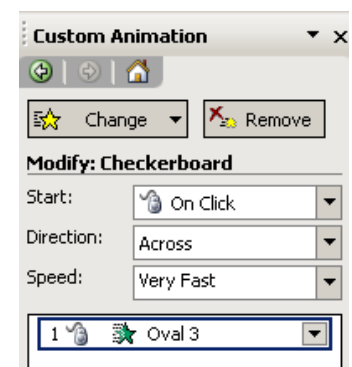 Custom Animation
Change Remove
Modify: Checkerboard
Start: On Click
Direction: Across
Speed: Very Fast
1 Oval 3